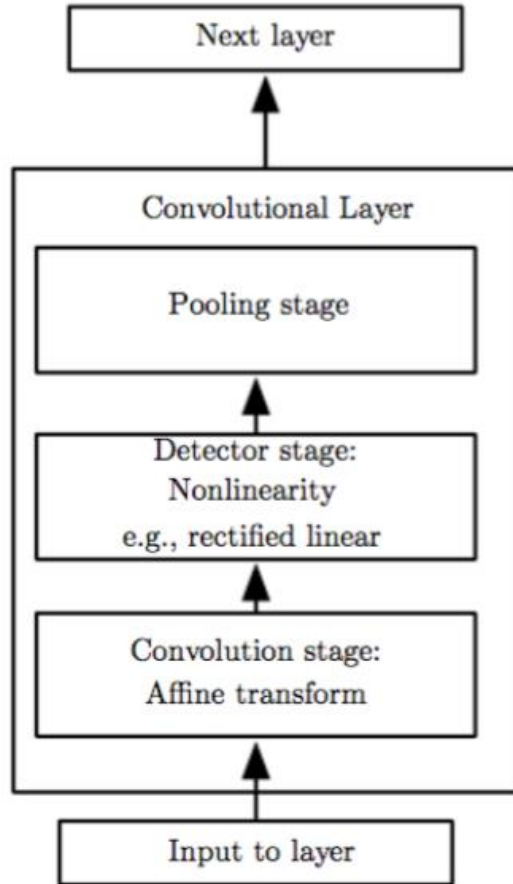 Next layer
Convolutional Layer
Pooling stage
Detector stage:
Nonlinearity
e.g., rectified linear
Convolution stage:
Affine transform
Input to layer